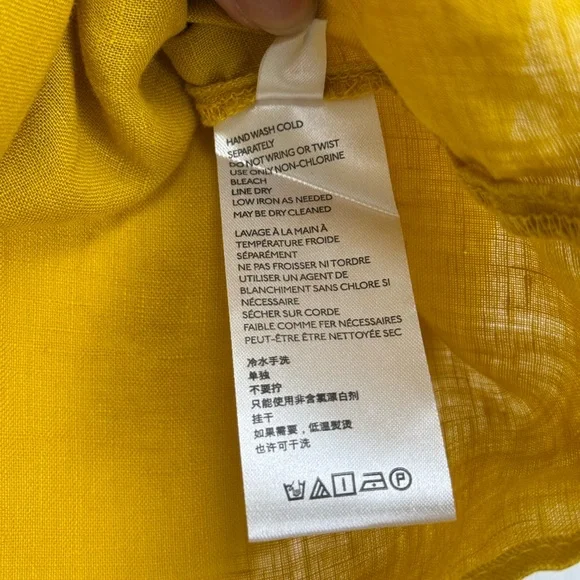 HAND WASH COLD
SEPARATELY
DO NOT WRING OR TWIST
USE ONLY NON-CHLORINE
BLEACH
LINE DRY
LOW IRON AS NEEDED
MAY BE DRY CLEANED
LAVAGE À LA MAIN À
TEMPÉRATURE FROIDE
SÉPARÉMENT
NE PAS FROISSER NI TORDRE
UTILISER UN AGENT DE
BLANCHIMENT SANS CHLORE SI
NÉCESSAIRE
SÉCHER SUR CORDE
FAIBLE COMME FER NÉCESSAIRES
PEUT-ÊTRE ÊTRE NETTOYÉE SEC
冷水手洗
单独
不要拧
只能使用非含氯漂白剂
挂干
如果需要，低温熨烫
也许可干洗
P